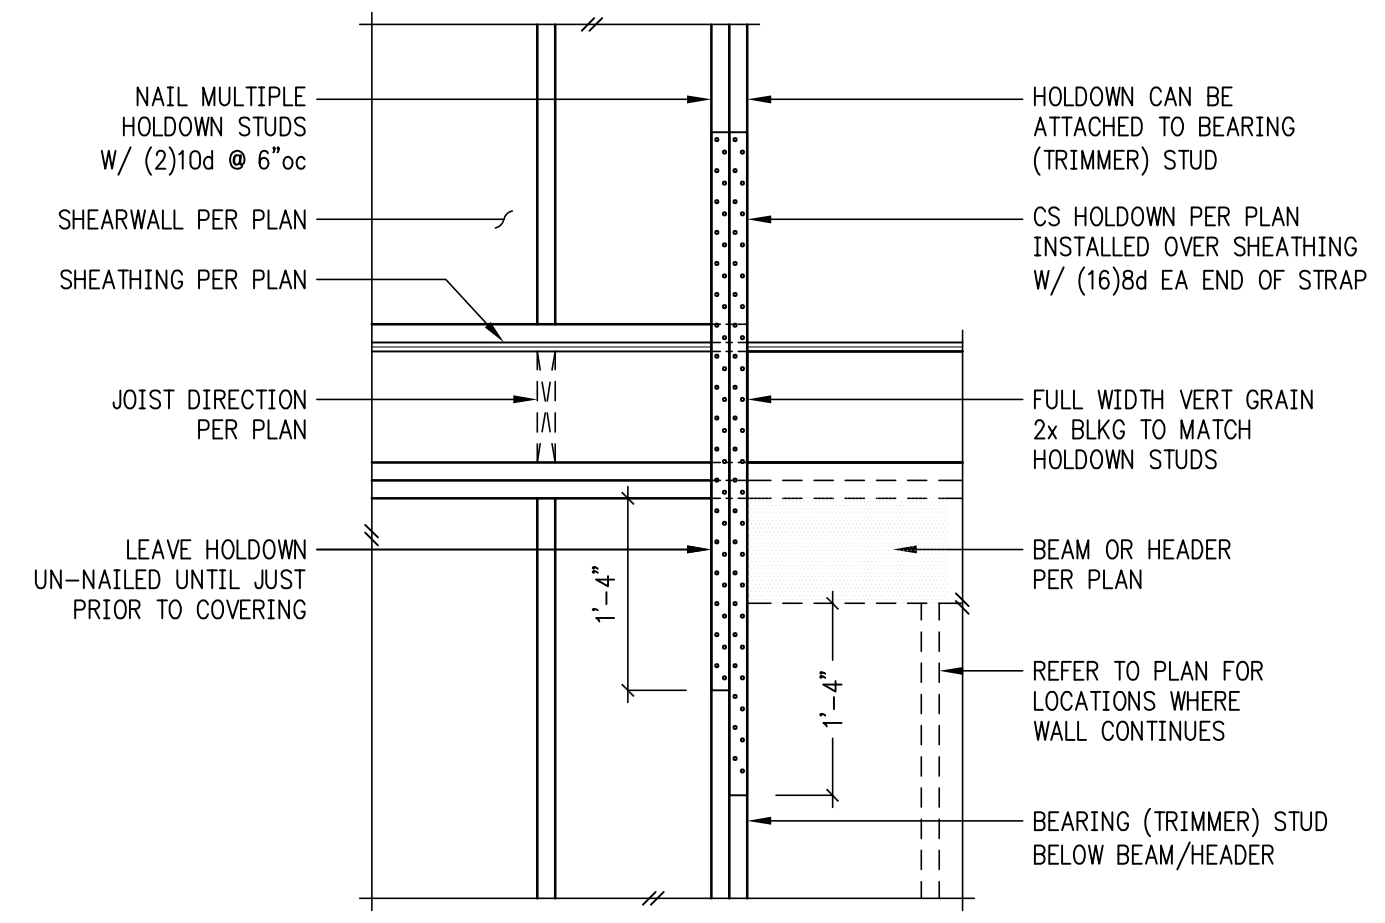 NAIL MULTIPLE
HOLDOWN STUDS
W/ (2)10d @ 6"oc
SHEARWALL PER PLAN
SHEATHING PER PLAN
JOIST DIRECTION
PER PLAN
LEAVE HOLDOWN
UN-NAILED UNTIL JUST
PRIOR TO COVERING
1'-4"
1'-4"
HOLDOWN CAN BE
ATTACHED TO BEARING
(TRIMMER) STUD
CS HOLDOWN PER PLAN
INSTALLED OVER SHEATHING
W/ (16)8d EA END OF STRAP
FULL WIDTH VERT GRAIN
2x BLKG TO MATCH
HOLDOWN STUDS
BEAM OR HEADER
PER PLAN
REFER TO PLAN FOR
LOCATIONS WHERE
WALL CONTINUES
BEARING (TRIMMER) STUD
BELOW BEAM/HEADER